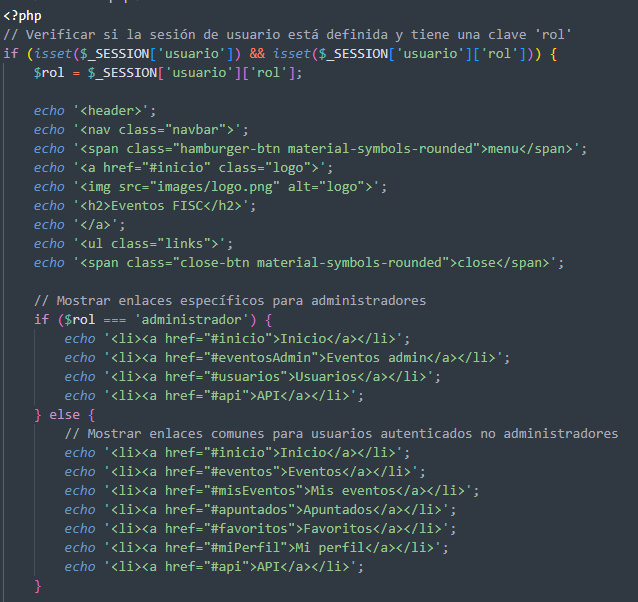 <?php
// Verificar si la sesión de usuario está definida y tiene una clave 'rol'
if (isset($_SESSION['usuario']) && isset($_SESSION['usuario']['rol'])) {
    $rol = $_SESSION['usuario']['rol'];

    echo '<header>';
    echo '<nav class="navbar">';
    echo '<span class="hamburger-btn material-symbols-rounded">menu</span>';
    echo '<a href="#inicio" class="logo">';
    echo '<img src="images/logo.png" alt="logo">';
    echo '<h2>Eventos FISC</h2>';
    echo '</a>';
    echo '<ul class="links">';
    echo '<span class="close-btn material-symbols-rounded">close</span>';

    // Mostrar enlaces específicos para administradores
    if ($rol === 'administrador') {
        echo '<li><a href="#inicio">Inicio</a></li>';
        echo '<li><a href="#eventosAdmin">Eventos admin</a></li>';
        echo '<li><a href="#usuarios">Usuarios</a></li>';
        echo '<li><a href="#api">API</a></li>';
    } else {
        // Mostrar enlaces comunes para usuarios autenticados no administradores
        echo '<li><a href="#inicio">Inicio</a></li>';
        echo '<li><a href="#eventos">Eventos</a></li>';
        echo '<li><a href="#misEventos">Mis eventos</a></li>';
        echo '<li><a href="#apuntados">Apuntados</a></li>';
        echo '<li><a href="#favoritos">Favoritos</a></li>';
        echo '<li><a href="#miPerfil">Mi perfil</a></li>';
        echo '<li><a href="#api">API</a></li>';
    }